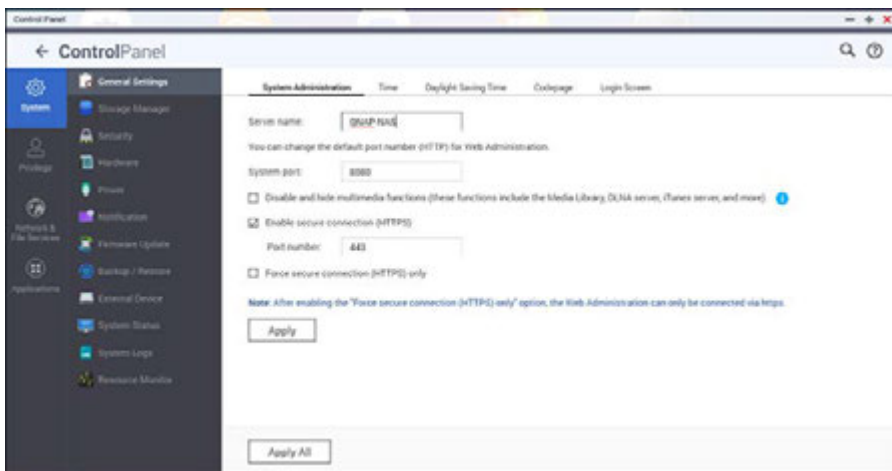 Control Panel
ControlPanel
System
Privilege
Network &
File Services
Applications
General Settings
Storage Manager
Security
Hardware
Power
Notification
Firmware Update
Backup / Restore
External Device
System Status
System Logs
Resource Monitor
System Administration Time Daylight Saving Time Codepage Login Screen
Server name: QNAP-NAS
You can change the default port number (HTTP) for Web Administration.
System port: 8080
Disable and hide multimedia functions (these functions include the Media Library, DLNA server, iTunes server, and more)
Enable secure connection (HTTPS)
Port number: 443
Force secure connection (HTTPS) only
Note: After enabling the "Force secure connection (HTTPS) only" option, the Web Administration can only be connected via https.
Apply
Apply All